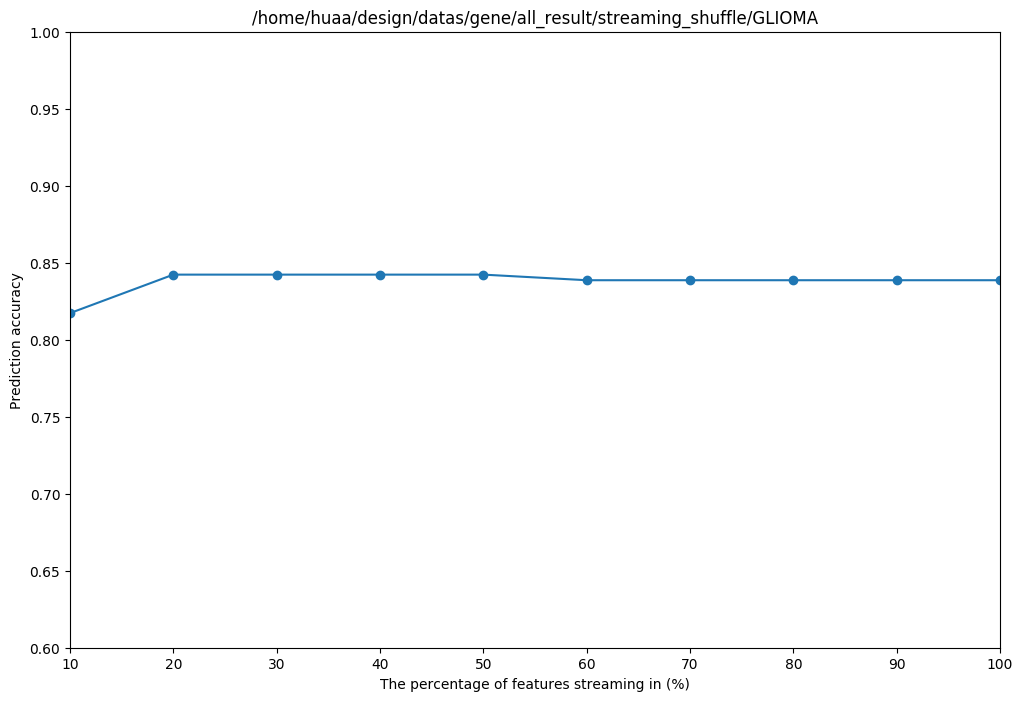 /home/huaa/design/datas/gene/all_result/streaming_shuffle/GLIOMA
1.00
0.95
0.90
0.85
0.80
0.75
0.70
0.65
0.60
Prediction accuracy
10 20 30 40 50 60 70 80 90 100
The percentage of features streaming in (%)